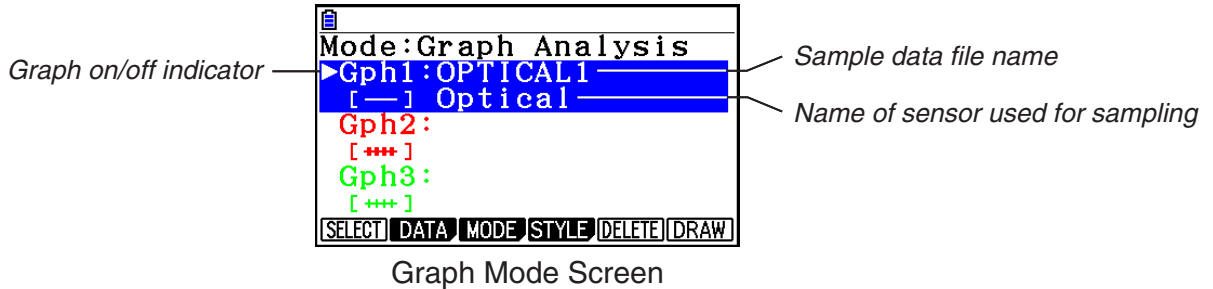 Mode:Graph Analysis
Graph on/off indicator
►Gph1:OPTICAL1
Sample data file name
[—] Optical
Name of sensor used for sampling
Gph2:
[++++]
Gph3:
[++++]
SELECT DATA MODE STYLE DELETE DRAW
Graph Mode Screen